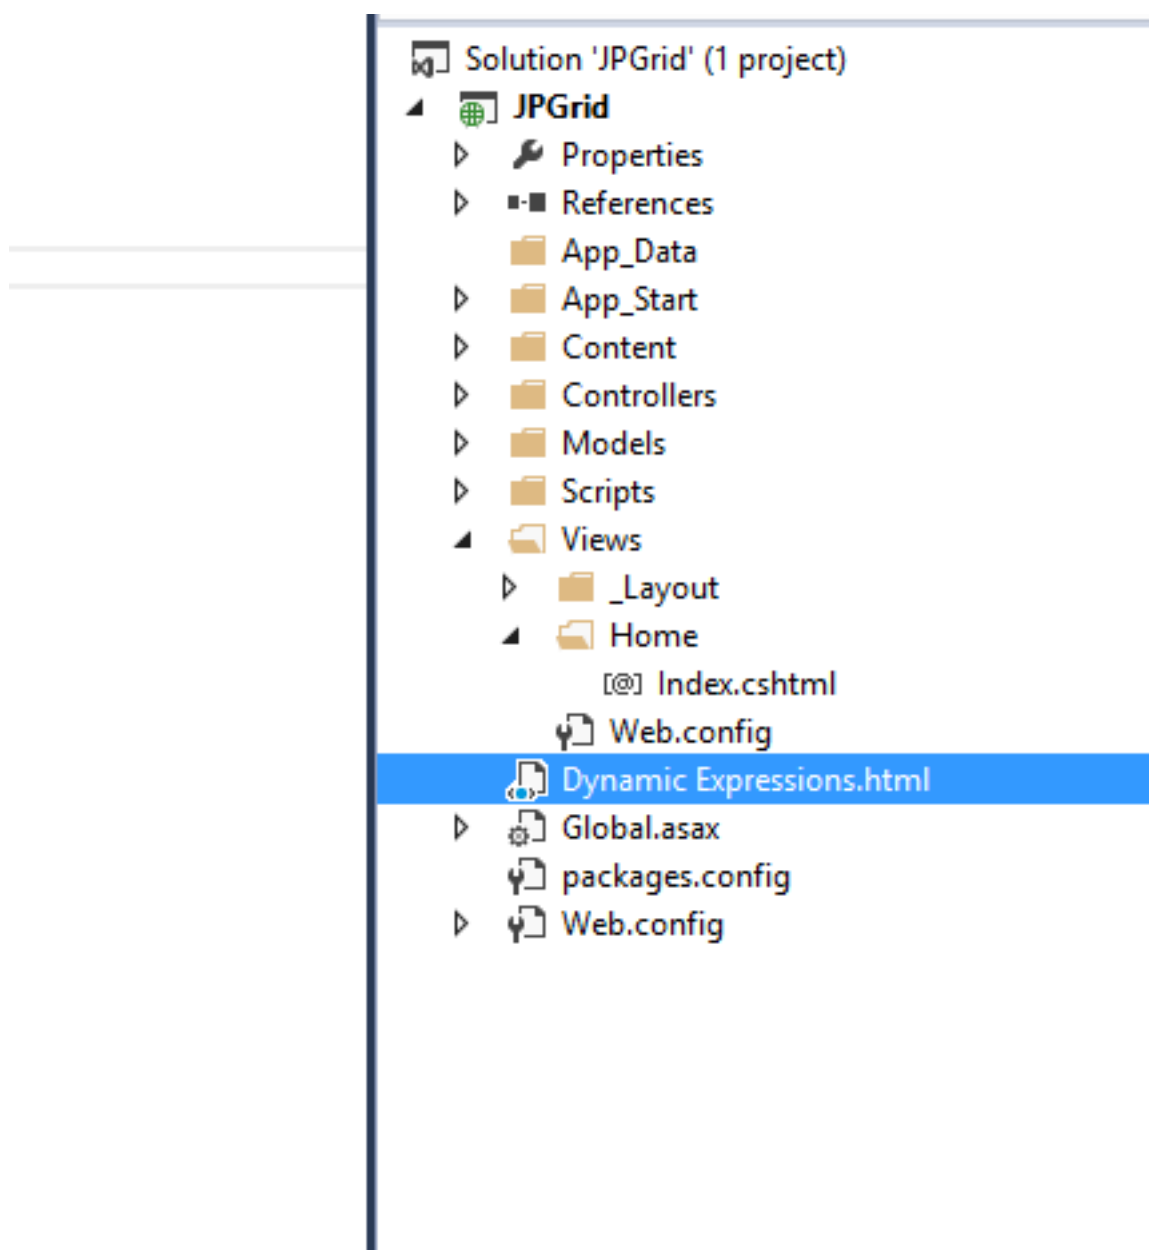 Solution 'JPGrid' (1 project)
JPGrid
Properties
References
App_Data
App_Start
Content
Controllers
Models
Scripts
Views
_Layout
Home
[@] Index.cshtml
Web.config
Dynamic Expressions.html
Global.asax
packages.config
Web.config